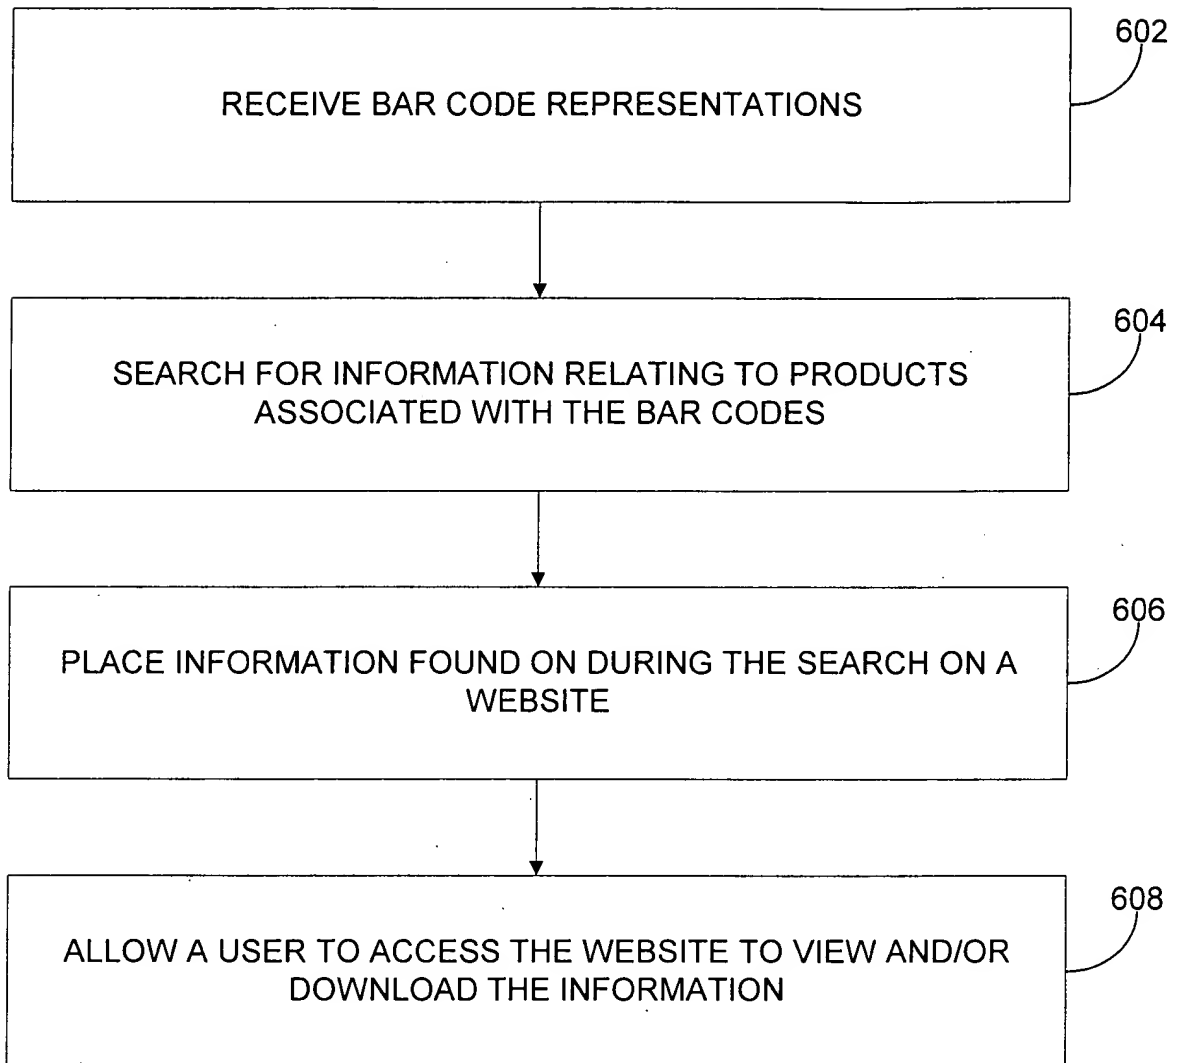 602
RECEIVE BAR CODE REPRESENTATIONS
604
SEARCH FOR INFORMATION RELATING TO PRODUCTS
ASSOCIATED WITH THE BAR CODES
606
PLACE INFORMATION FOUND ON DURING THE SEARCH ON A
WEBSITE
608
ALLOW A USER TO ACCESS THE WEBSITE TO VIEW AND/OR
DOWNLOAD THE INFORMATION